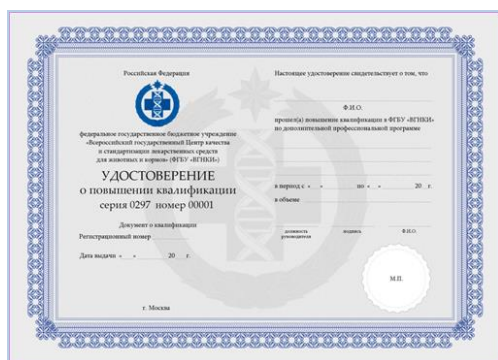 Российская Федерация
федеральное государственное бюджетное учреждение
«Всероссийский государственный Центр качества
и стандартизации лекарственных средств
для животных и кормов» (ФГБУ «ВГНКИ»)
УДОСТОВЕРЕНИЕ
о повышении квалификации
серия 0297 номер 00001
Документ о квалификации
Регистрационный номер
Дата выдачи « » 20 г.
г. Москва
Настоящее удостоверение свидетельствует о том, что
Ф.И.О.
прошел(а) повышение квалификации в ФГБУ «ВГНКИ»
по дополнительной профессиональной программе
в период с « » по « » 20 г.
в объеме
должность подпись Ф.И.О.
руководителя
М.П.